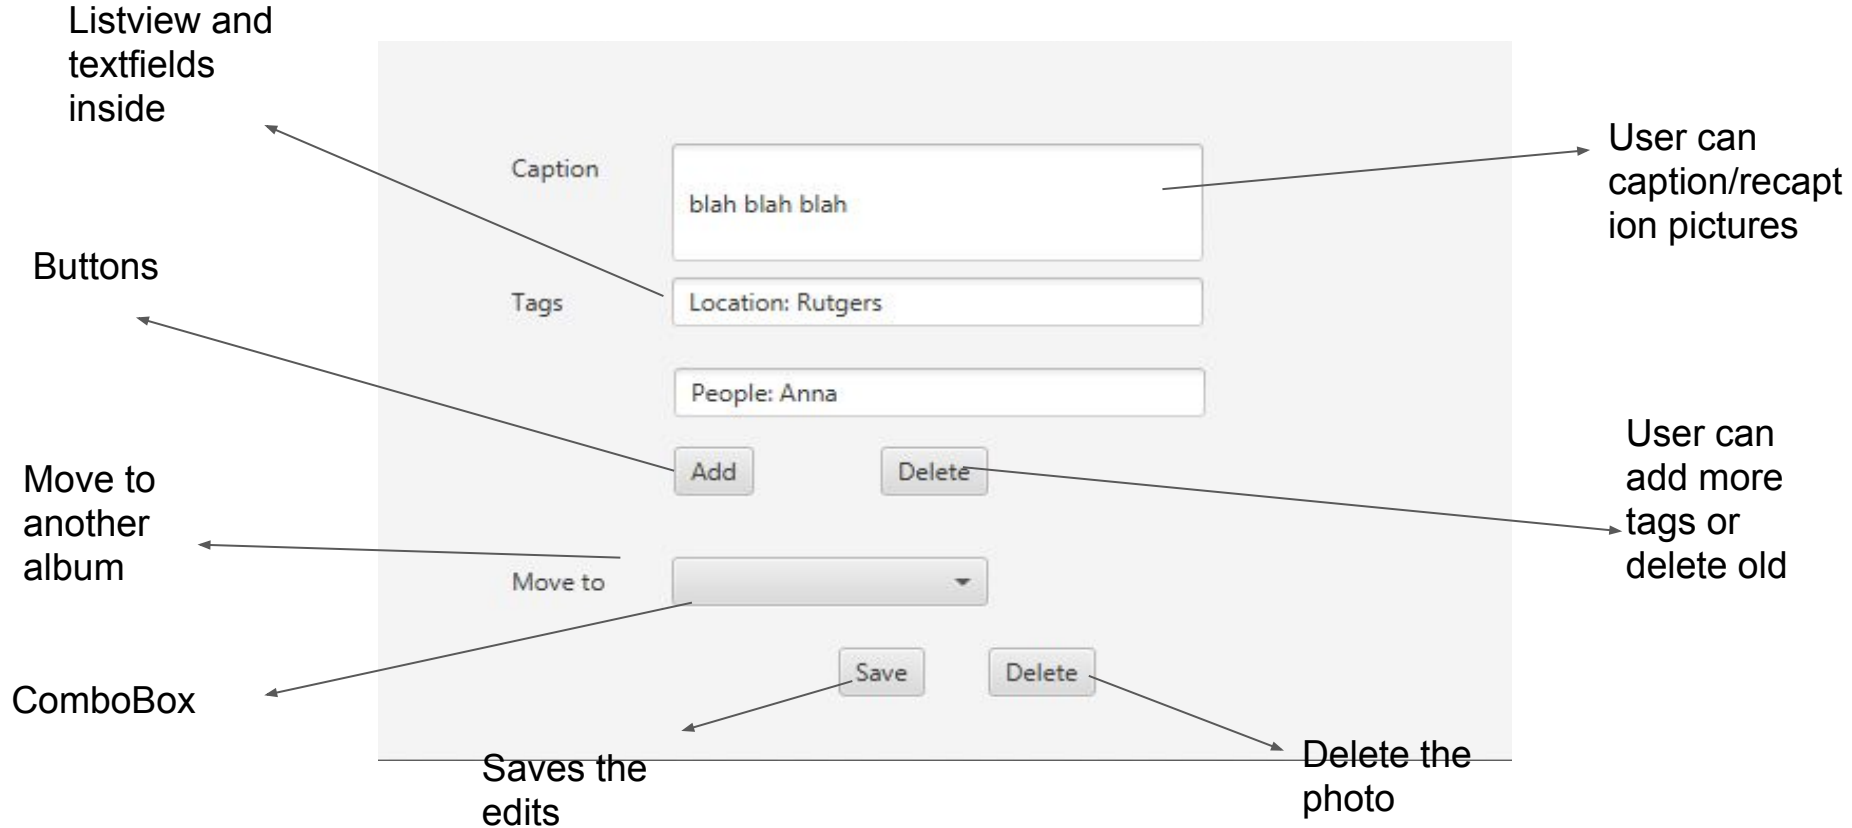 Listview and
textfields
inside
Caption
blah blah blah
User can
caption/recapt
ion pictures
Buttons
Tags
Location: Rutgers
People: Anna
Add
Delete
User can
add more
tags or
delete old
Move to
another
album
Move to
ComboBox
Save
Delete
Saves the
edits
Delete the
photo